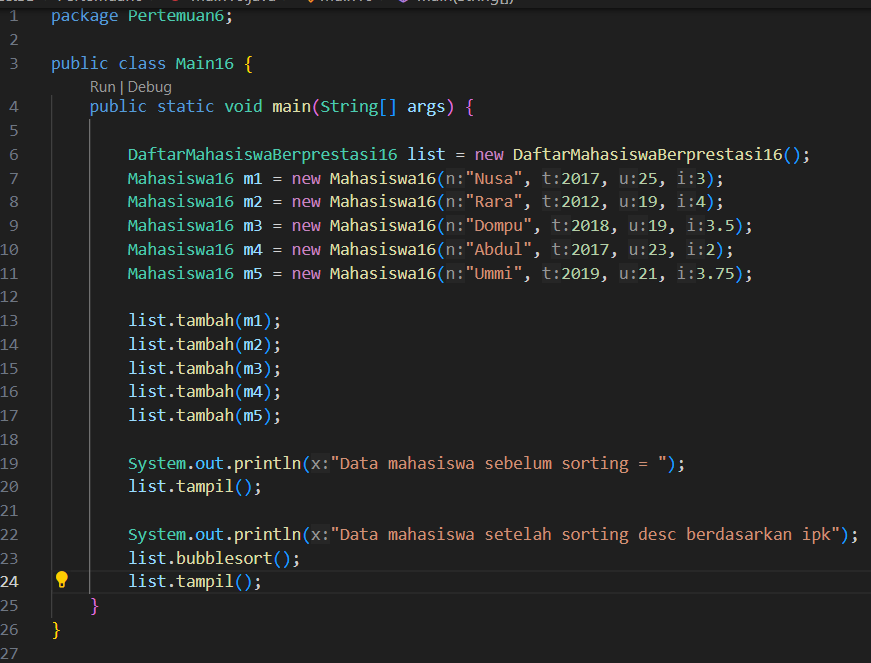 1 package Pertemuan6;
2
3 public class Main16 {
Run | Debug
4 public static void main(String[] args) {
5
6 DaftarMahasiswaBerprestasi16 list = new DaftarMahasiswaBerprestasi16();
7 Mahasiswa16 m1 = new Mahasiswa16(n:"Nusa", t:2017, u:25, i:3);
8 Mahasiswa16 m2 = new Mahasiswa16(n:"Rara", t:2012, u:19, i:4);
9 Mahasiswa16 m3 = new Mahasiswa16(n:"Dompu", t:2018, u:19, i:3.5);
10 Mahasiswa16 m4 = new Mahasiswa16(n:"Abdul", t:2017, u:23, i:2);
11 Mahasiswa16 m5 = new Mahasiswa16(n:"Ummi", t:2019, u:21, i:3.75);
12
13 list.tambah(m1);
14 list.tambah(m2);
15 list.tambah(m3);
16 list.tambah(m4);
17 list.tambah(m5);
18
19 System.out.println(x:"Data mahasiswa sebelum sorting = ");
20 list.tampil();
21
22 System.out.println(x:"Data mahasiswa setelah sorting desc berdasarkan ipk");
23 list.bubblesort();
24 list.tampil();
25 }
26 }
27